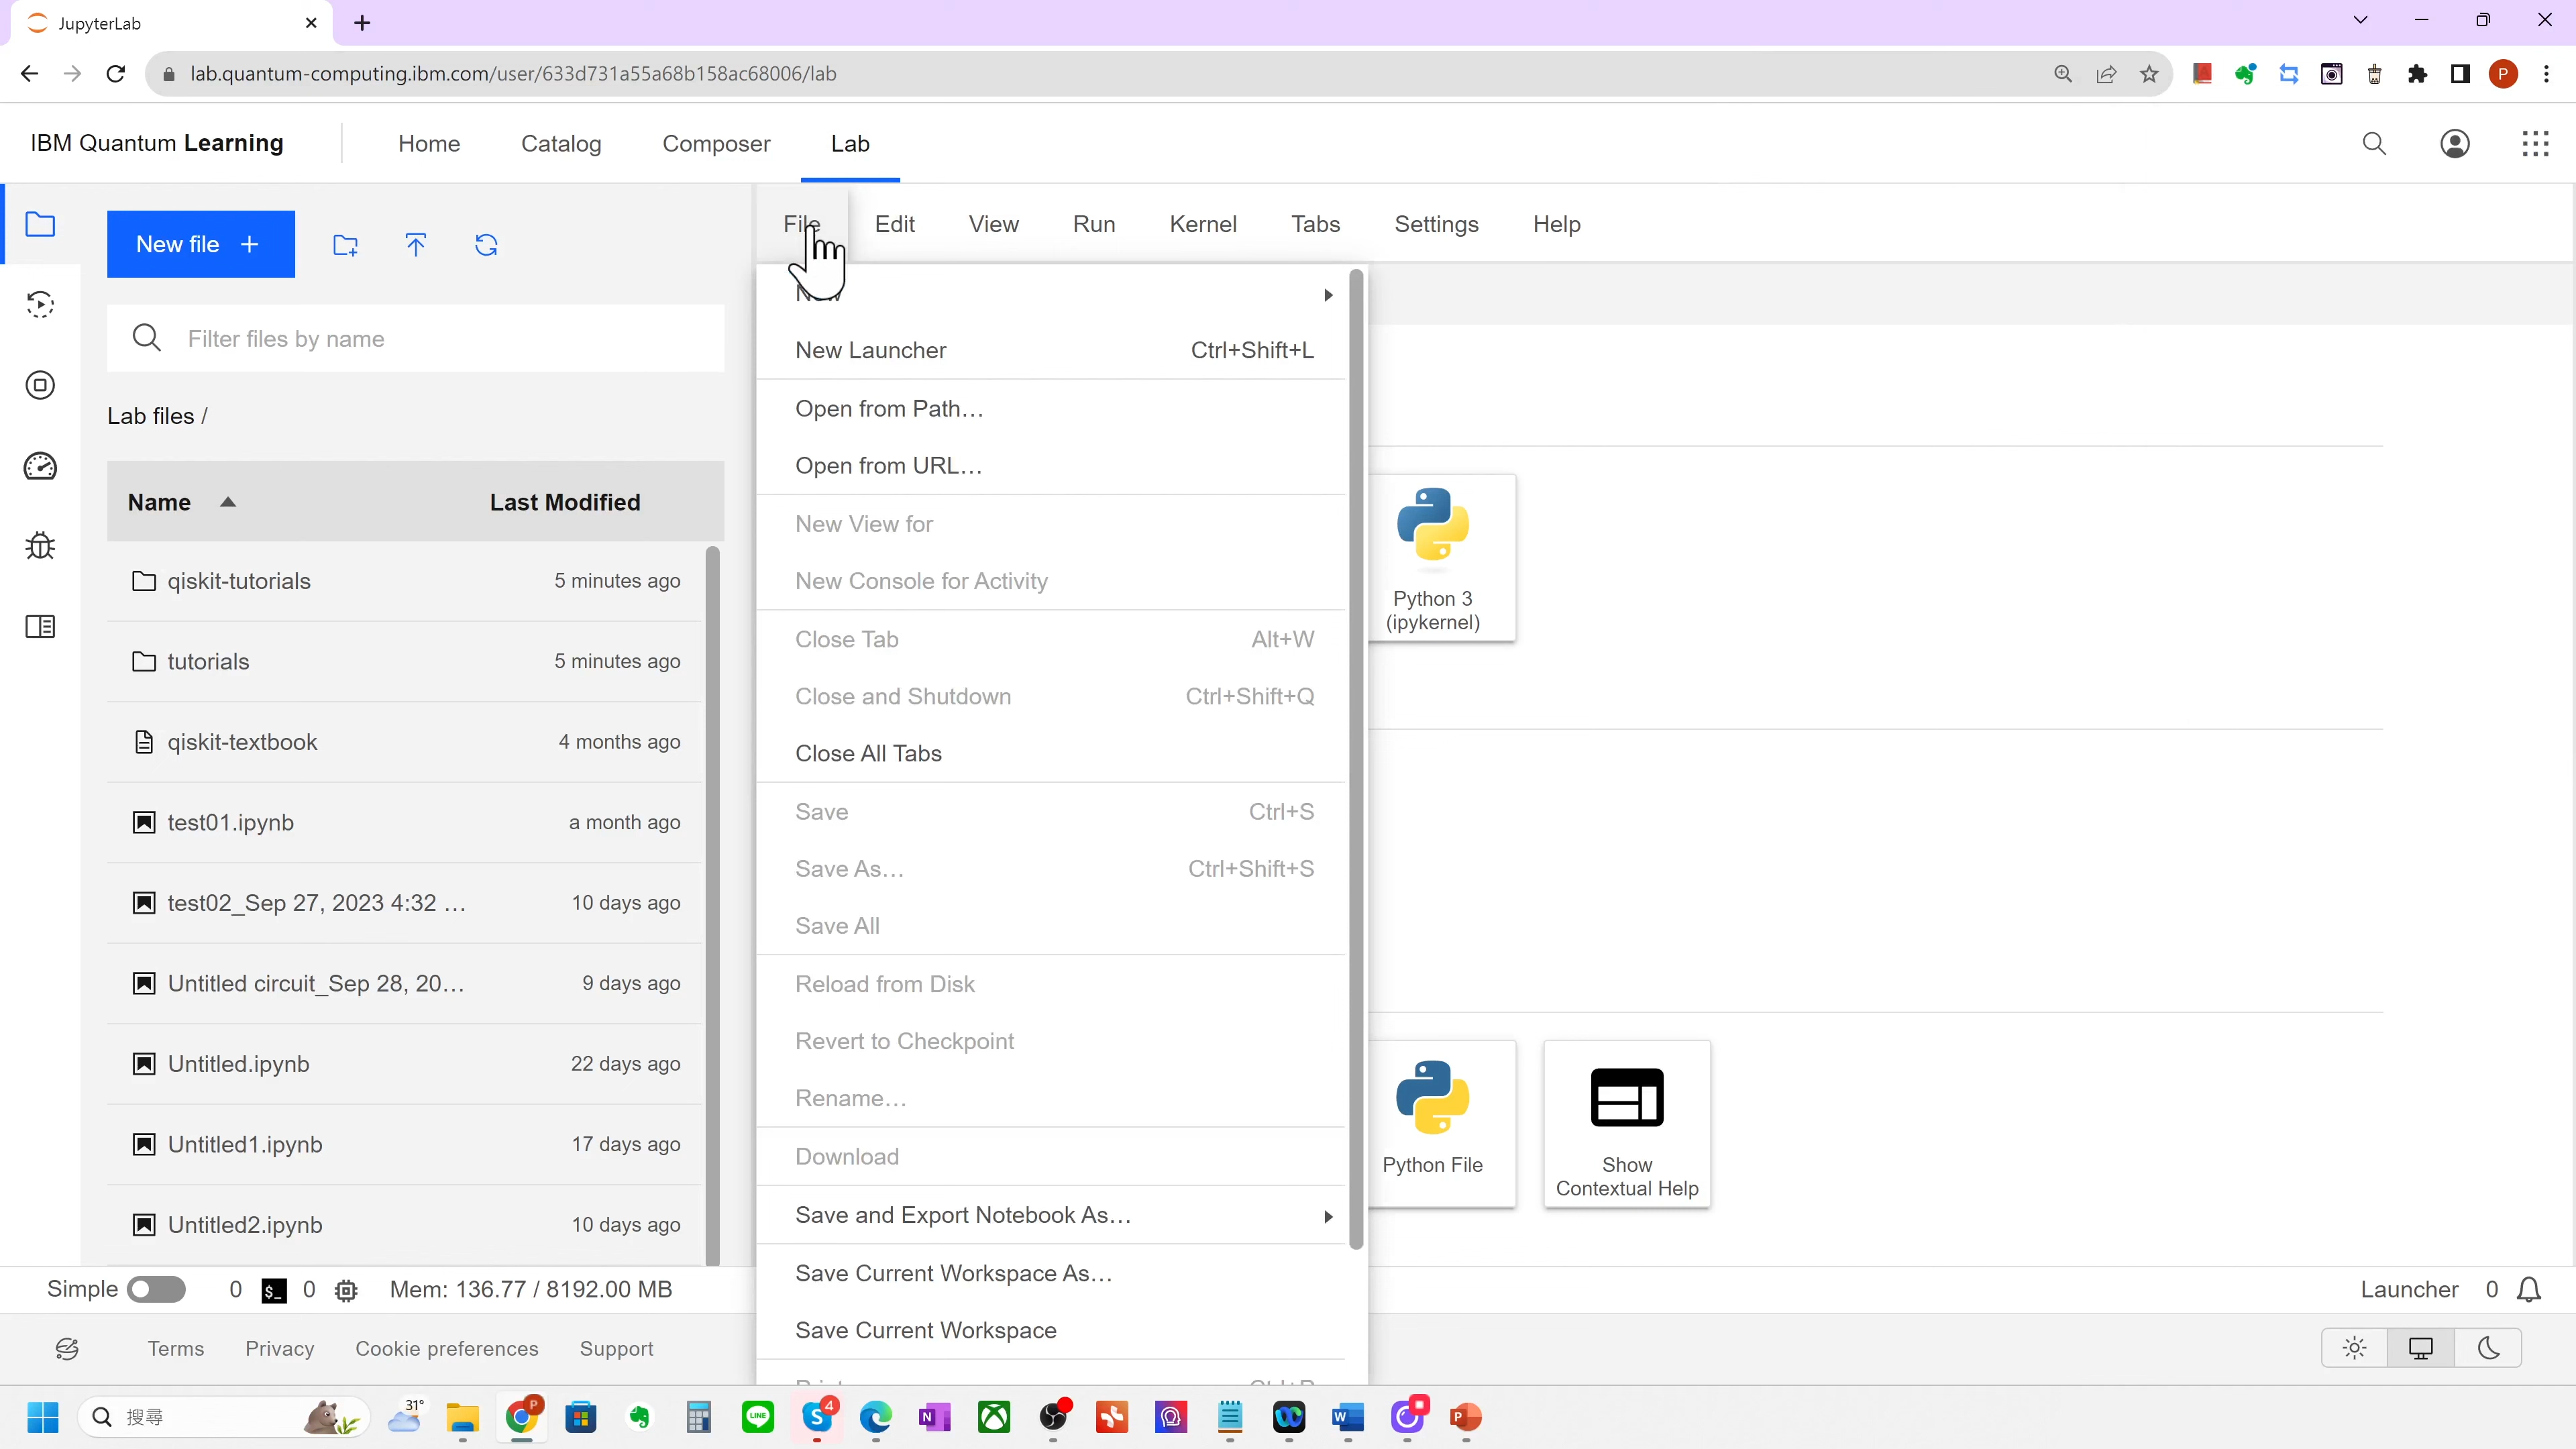 JupyterLab
lab.quantum-computing.ibm.com/user/633d731a55a68b158ac68006/lab
P
IBM Quantum Learning
Home
Catalog
Composer
Lab
New file +
Filter files by name
Lab files /
Name
Last Modified
qiskit-tutorials
5 minutes ago
tutorials
5 minutes ago
qiskit-textbook
4 months ago
test01.ipynb
a month ago
test02_Sep 27, 2023 4:32 ...
10 days ago
Untitled circuit_Sep 28, 20...
9 days ago
Untitled.ipynb
22 days ago
Untitled1.ipynb
17 days ago
Untitled2.ipynb
10 days ago
File
Edit
View
Run
Kernel
Tabs
Settings
Help
New
New Launcher
Ctrl+Shift+L
Open from Path…
Open from URL…
New View for
New Console for Activity
Close Tab
Alt+W
Close and Shutdown
Ctrl+Shift+Q
Close All Tabs
Save
Ctrl+S
Save As…
Ctrl+Shift+S
Save All
Reload from Disk
Revert to Checkpoint
Rename…
Download
Save and Export Notebook As…
Save Current Workspace As…
Save Current Workspace
Python 3
(ipykernel)
Python File
Show
Contextual Help
Simple
0
$_
0
Mem: 136.77 / 8192.00 MB
Launcher
0
Terms
Privacy
Cookie preferences
Support
搜尋
31°
P
LINE
S
4
N
W
P